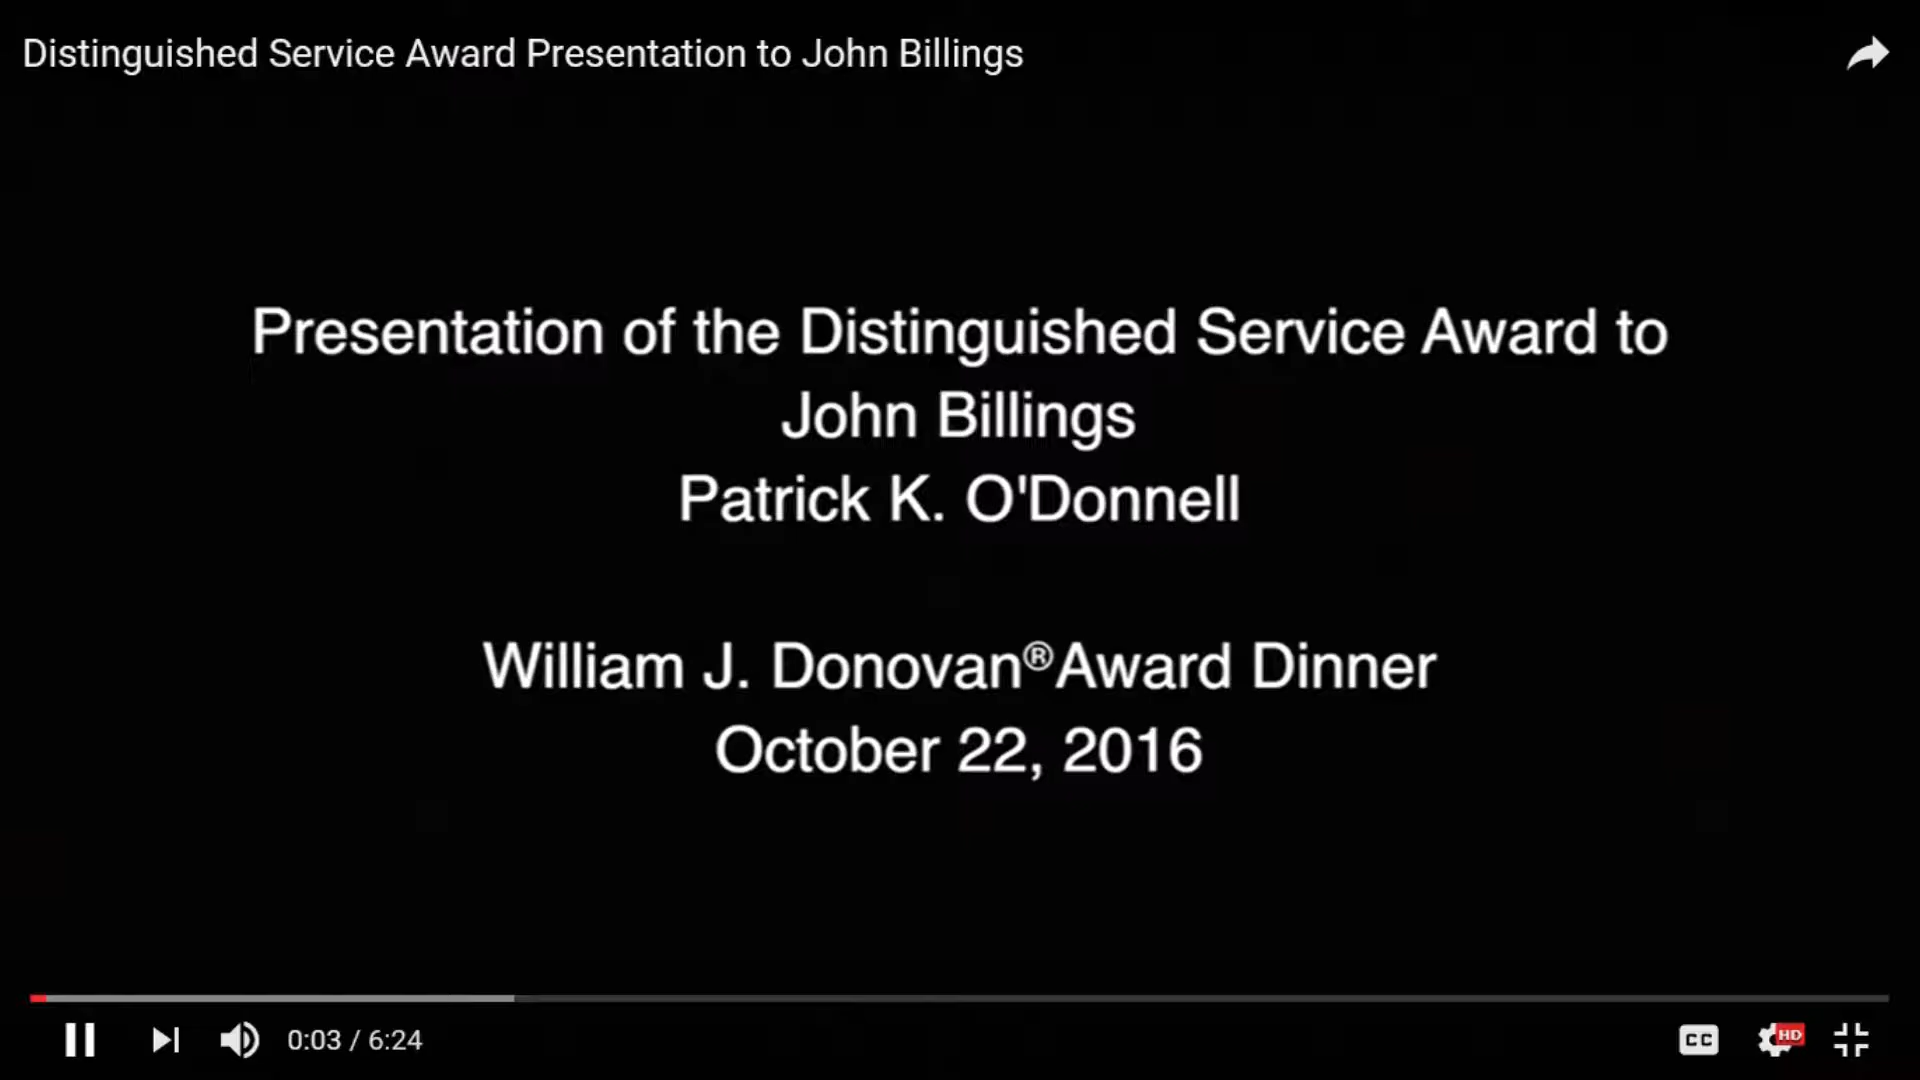 Distinguished Service Award Presentation to John Billings
Presentation of the Distinguished Service Award to
John Billings
Patrick K. O'Donnell
William J. Donovan®Award Dinner
October 22, 2016
0:03 / 6:24
CC
HD